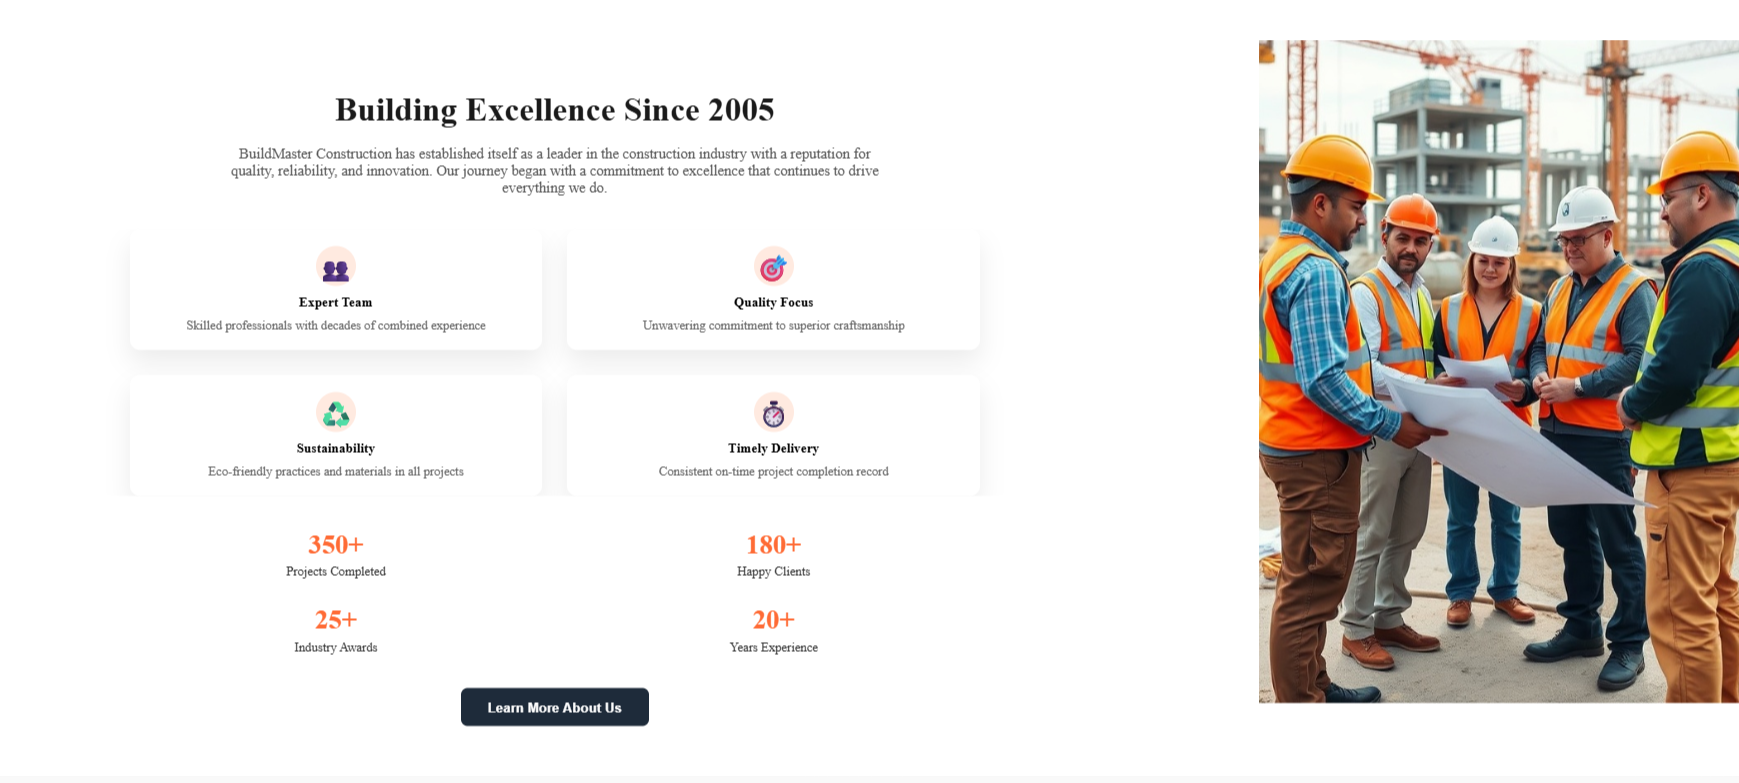 Building Excellence Since 2005
BuildMaster Construction has established itself as a leader in the construction industry with a reputation for
quality, reliability, and innovation. Our journey began with a commitment to excellence that continues to drive
everything we do.
Expert Team
Skilled professionals with decades of combined experience
Quality Focus
Unwavering commitment to superior craftsmanship
Sustainability
Eco-friendly practices and materials in all projects
Timely Delivery
Consistent on-time project completion record
350+
Projects Completed
180+
Happy Clients
25+
Industry Awards
20+
Years Experience
Learn More About Us